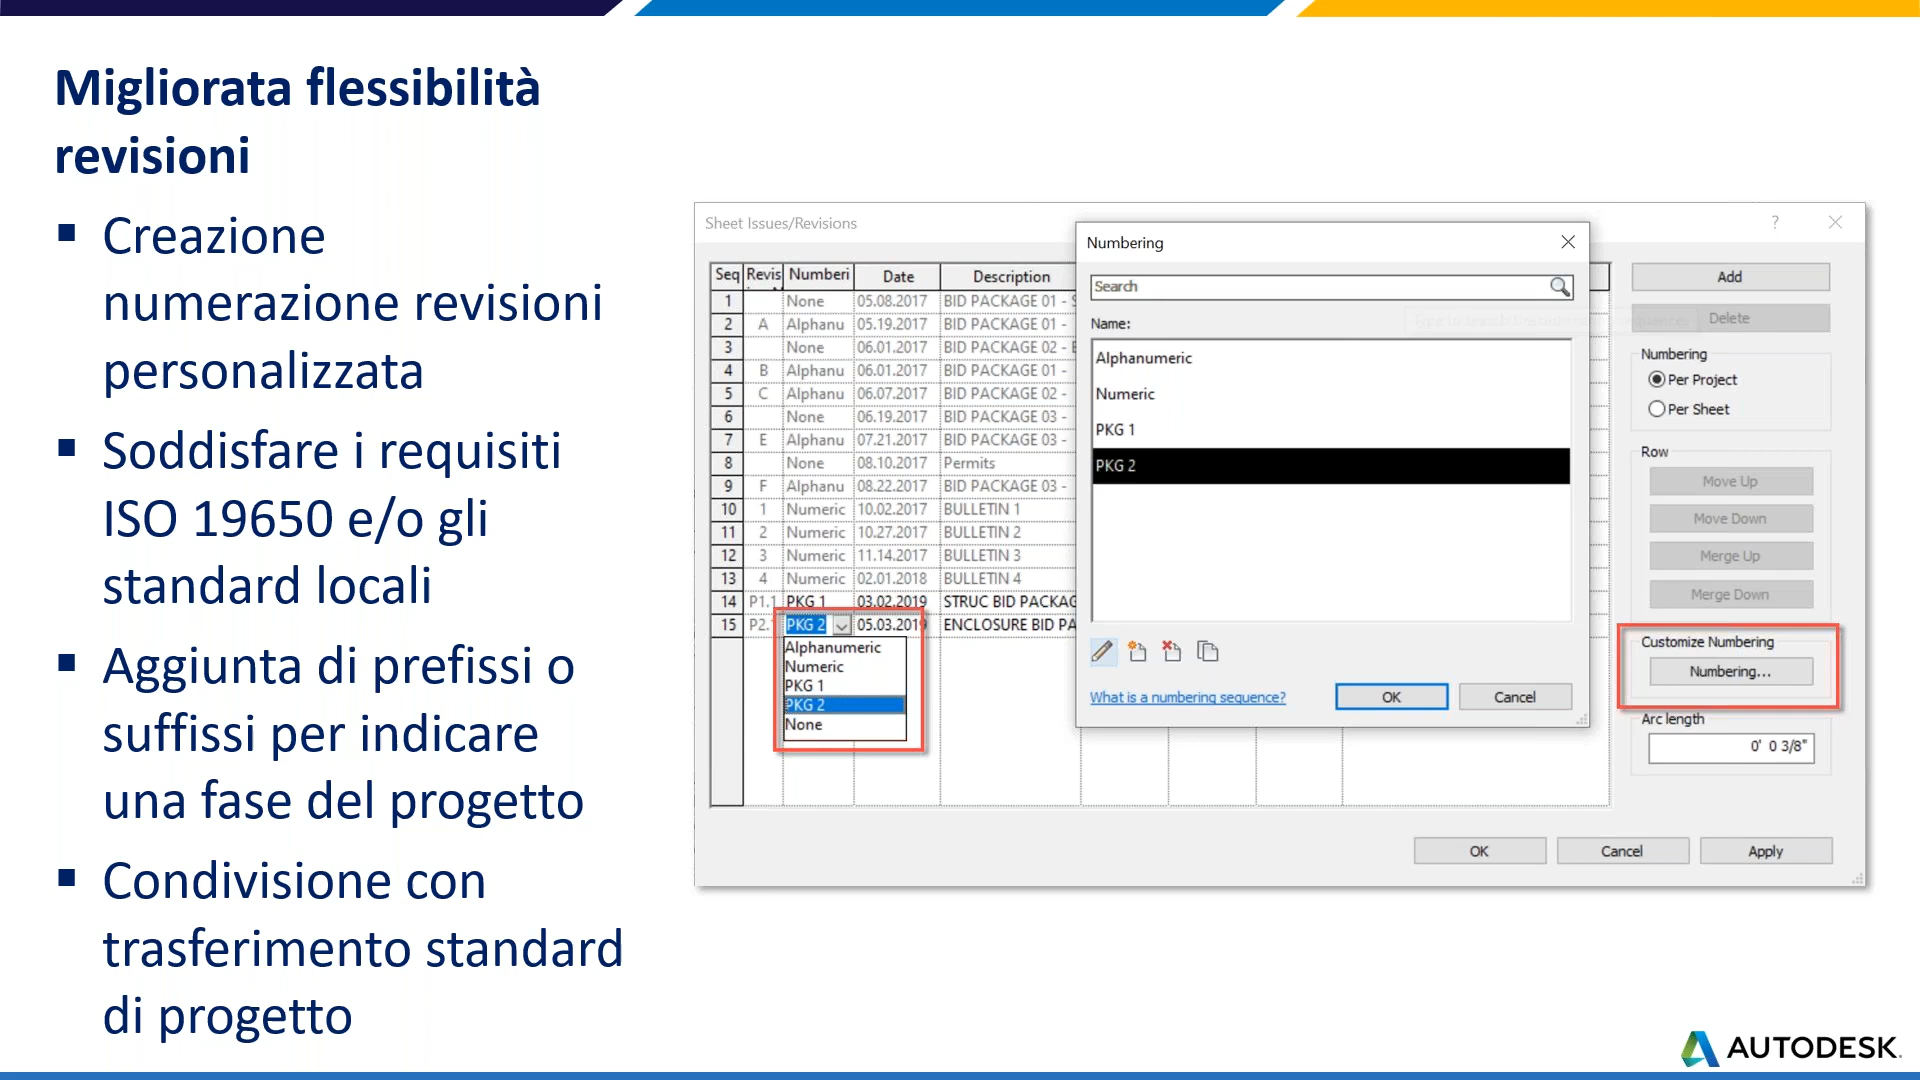 Migliorata flessibilità
revisioni
▪ Creazione
numerazione revisioni
personalizzata
▪ Soddisfare i requisiti
ISO 19650 e/o gli
standard locali
▪ Aggiunta di prefissi o
suffissi per indicare
una fase del progetto
▪ Condivisione con
trasferimento standard
di progetto
Sheet Issues/Revisions
Seq Revis Numberi Date Description
1 None 05.08.2017 BID PACKAGE 01 - S
2 A Alphanu 05.19.2017 BID PACKAGE 01 -
3 None 06.01.2017 BID PACKAGE 02 - E
4 B Alphanu 06.01.2017 BID PACKAGE 01 -
5 C Alphanu 06.07.2017 BID PACKAGE 02 -
6 None 06.19.2017 BID PACKAGE 03 -
7 E Alphanu 07.21.2017 BID PACKAGE 03 -
8 None 08.10.2017 Permits
9 F Alphanu 08.22.2017 BID PACKAGE 03 -
10 1 Numeric 10.02.2017 BULLETIN 1
11 2 Numeric 10.27.2017 BULLETIN 2
12 3 Numeric 11.14.2017 BULLETIN 3
13 4 Numeric 02.01.2018 BULLETIN 4
14 P1.1 PKG 1 03.02.2019 STRUC BID PACKAG
15 P2. PKG 2 05.03.2019 ENCLOSURE BID PA
Alphanumeric
Numeric
PKG 1
PKG 2
None
Numbering
Search
Name:
Alphanumeric
Numeric
PKG 1
PKG 2
What is a numbering sequence?
OK
Cancel
Add
Delete
Numbering
Per Project
Per Sheet
Row
Move Up
Move Down
Merge Up
Merge Down
Customize Numbering
Numbering...
Arc length
0' 0 3/8"
OK
Cancel
Apply
AUTODESK.